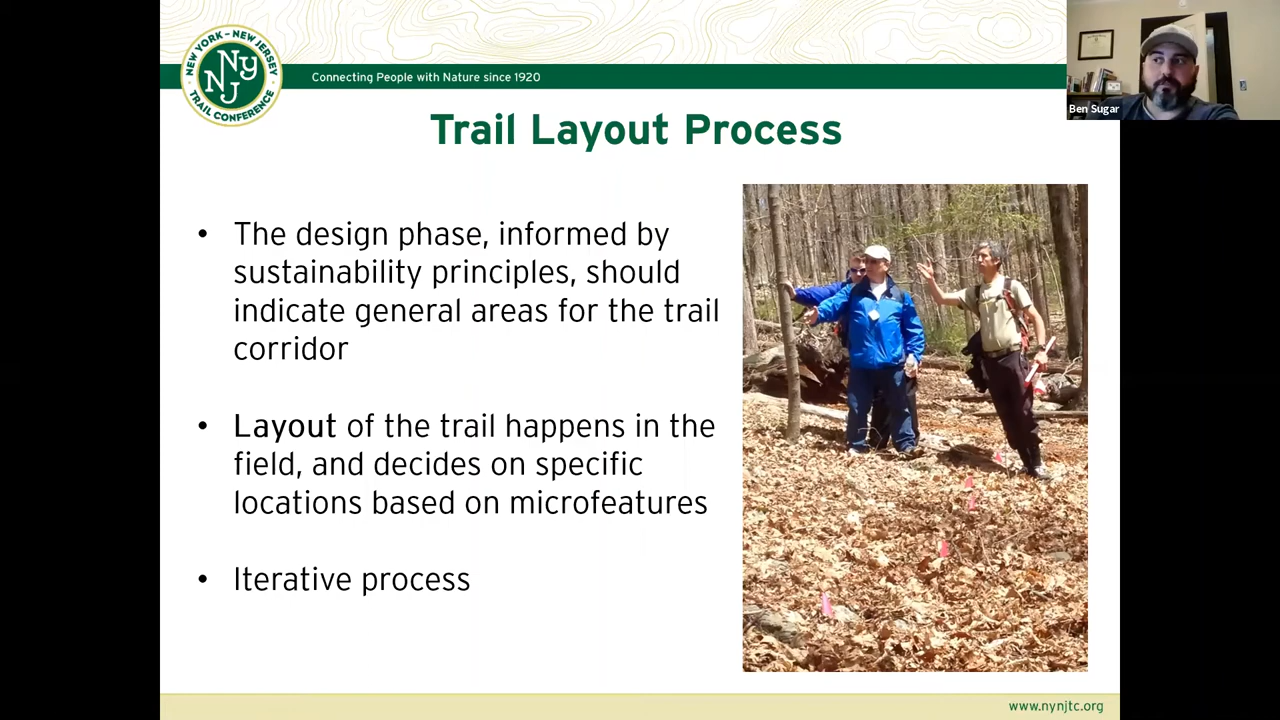 NEW YORK - NEW JERSEY
NY
NJ
TRAIL CONFERENCE
Connecting People with Nature since 1920
Ben Sugar
Trail Layout Process
• The design phase, informed by
sustainability principles, should
indicate general areas for the trail
corridor
• Layout of the trail happens in the
field, and decides on specific
locations based on microfeatures
• Iterative process
www.nynjtc.org